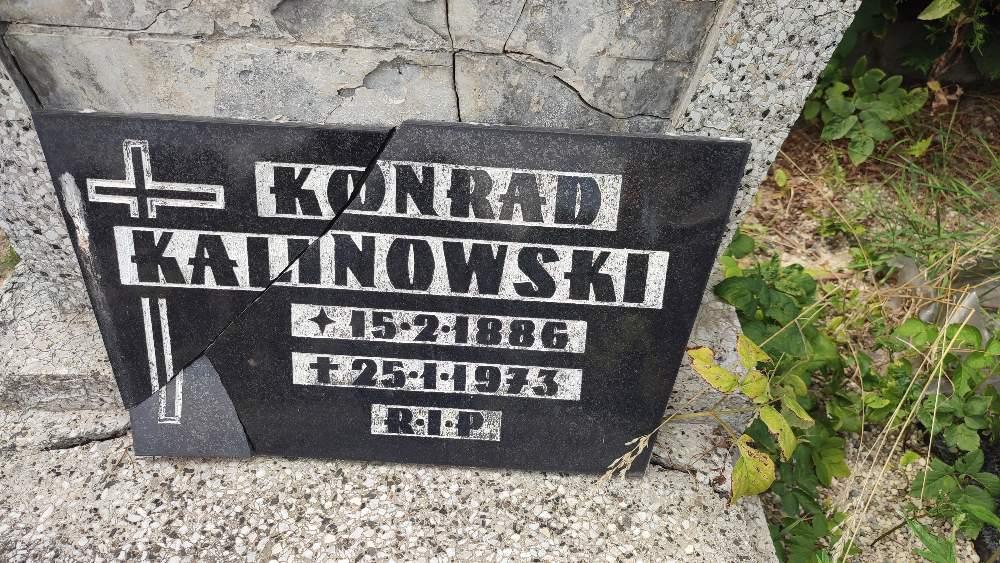 KONRAD
KALINOWSKI
✦ 15·2·1886
✝ 25·1·1973
R·I·P·